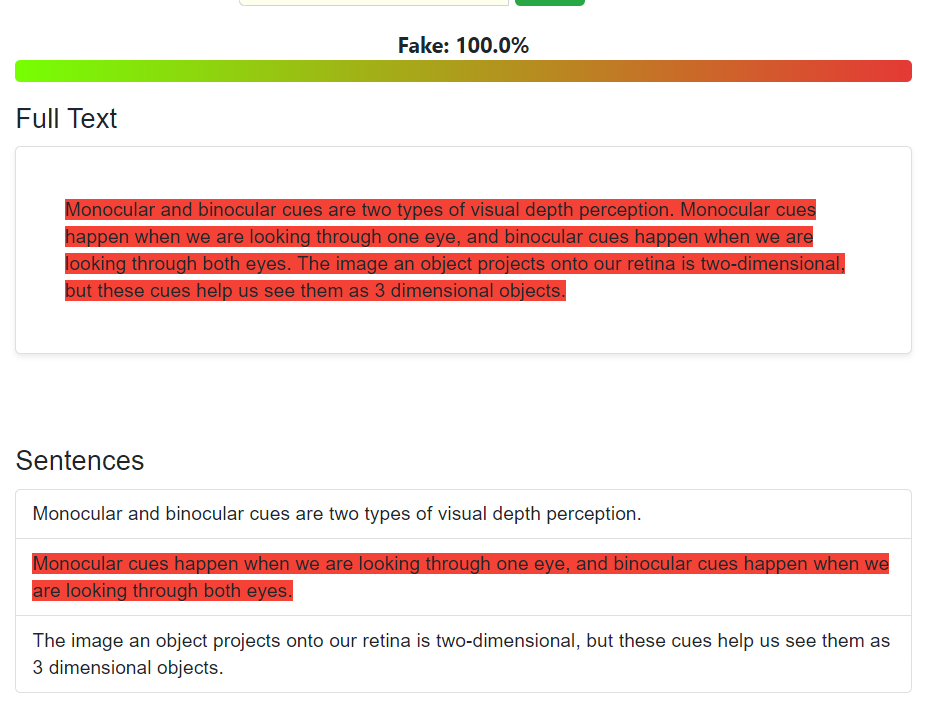 Fake: 100.0%
Full Text
Monocular and binocular cues are two types of visual depth perception. Monocular cues
happen when we are looking through one eye, and binocular cues happen when we are
looking through both eyes. The image an object projects onto our retina is two-dimensional,
but these cues help us see them as 3 dimensional objects.
Sentences
Monocular and binocular cues are two types of visual depth perception.
Monocular cues happen when we are looking through one eye, and binocular cues happen when we
are looking through both eyes.
The image an object projects onto our retina is two-dimensional, but these cues help us see them as
3 dimensional objects.